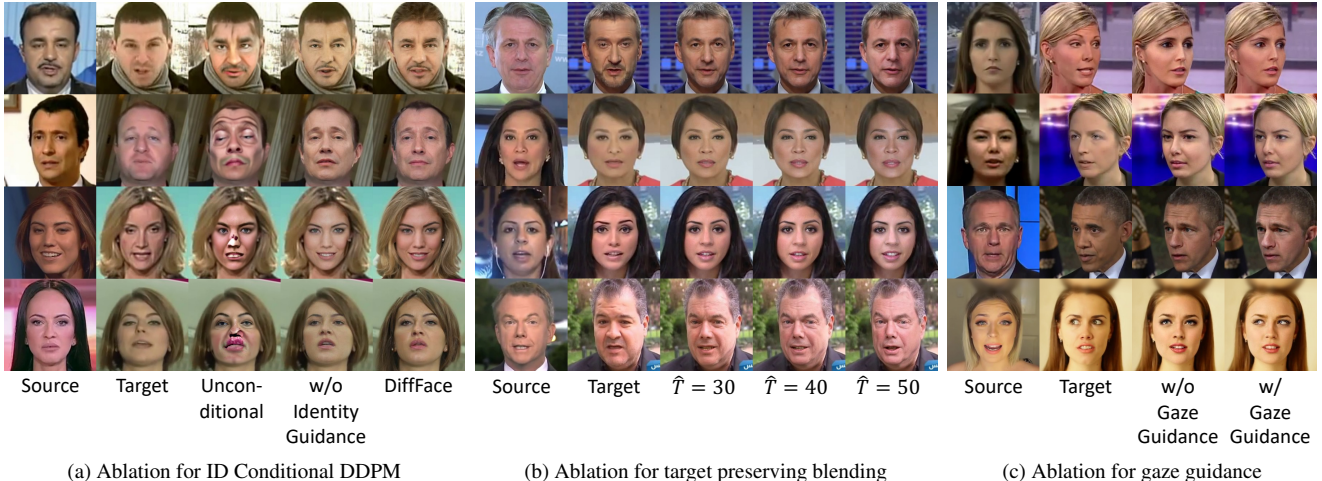 Source Target Uncon-ditional w/o Identity Guidance DiffFace
Source Target T̂ = 30 T̂ = 40 T̂ = 50
Source Target w/o Gaze Guidance w/ Gaze Guidance
(a) Ablation for ID Conditional DDPM
(b) Ablation for target preserving blending
(c) Ablation for gaze guidance